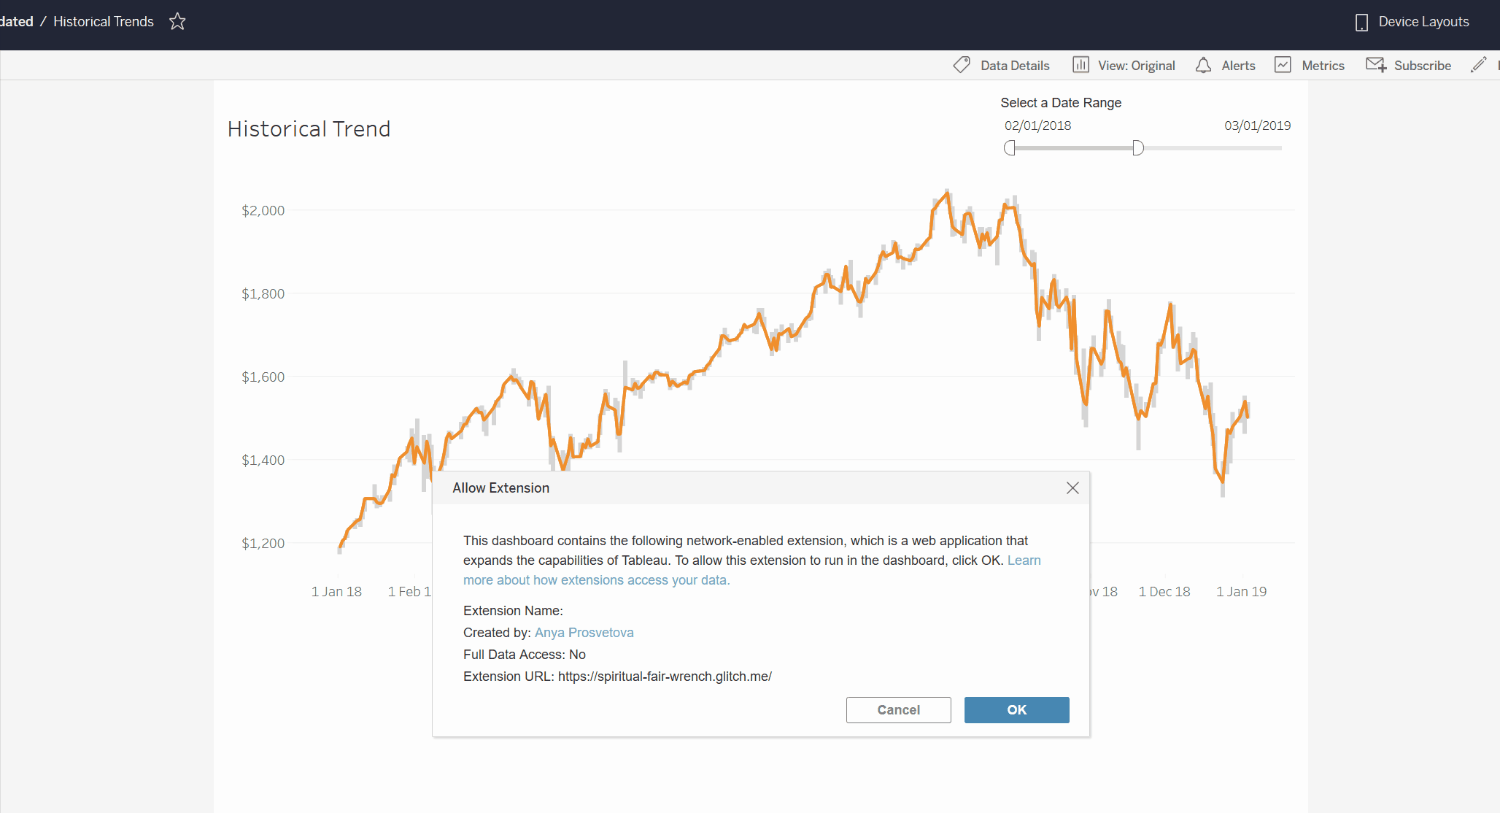 dated / Historical Trends
Device Layouts
Data Details
View: Original
Alerts
Metrics
Subscribe
Select a Date Range
02/01/2018
03/01/2019
Historical Trend
$2,000
$1,800
$1,600
$1,400
$1,200
1 Jan 18
1 Feb 1
v 18
1 Dec 18
1 Jan 19
Allow Extension
This dashboard contains the following network-enabled extension, which is a web application that
expands the capabilities of Tableau. To allow this extension to run in the dashboard, click OK. Learn
more about how extensions access your data.
Extension Name:
Created by: Anya Prosvetova
Full Data Access: No
Extension URL: https://spiritual-fair-wrench.glitch.me/
Cancel
OK